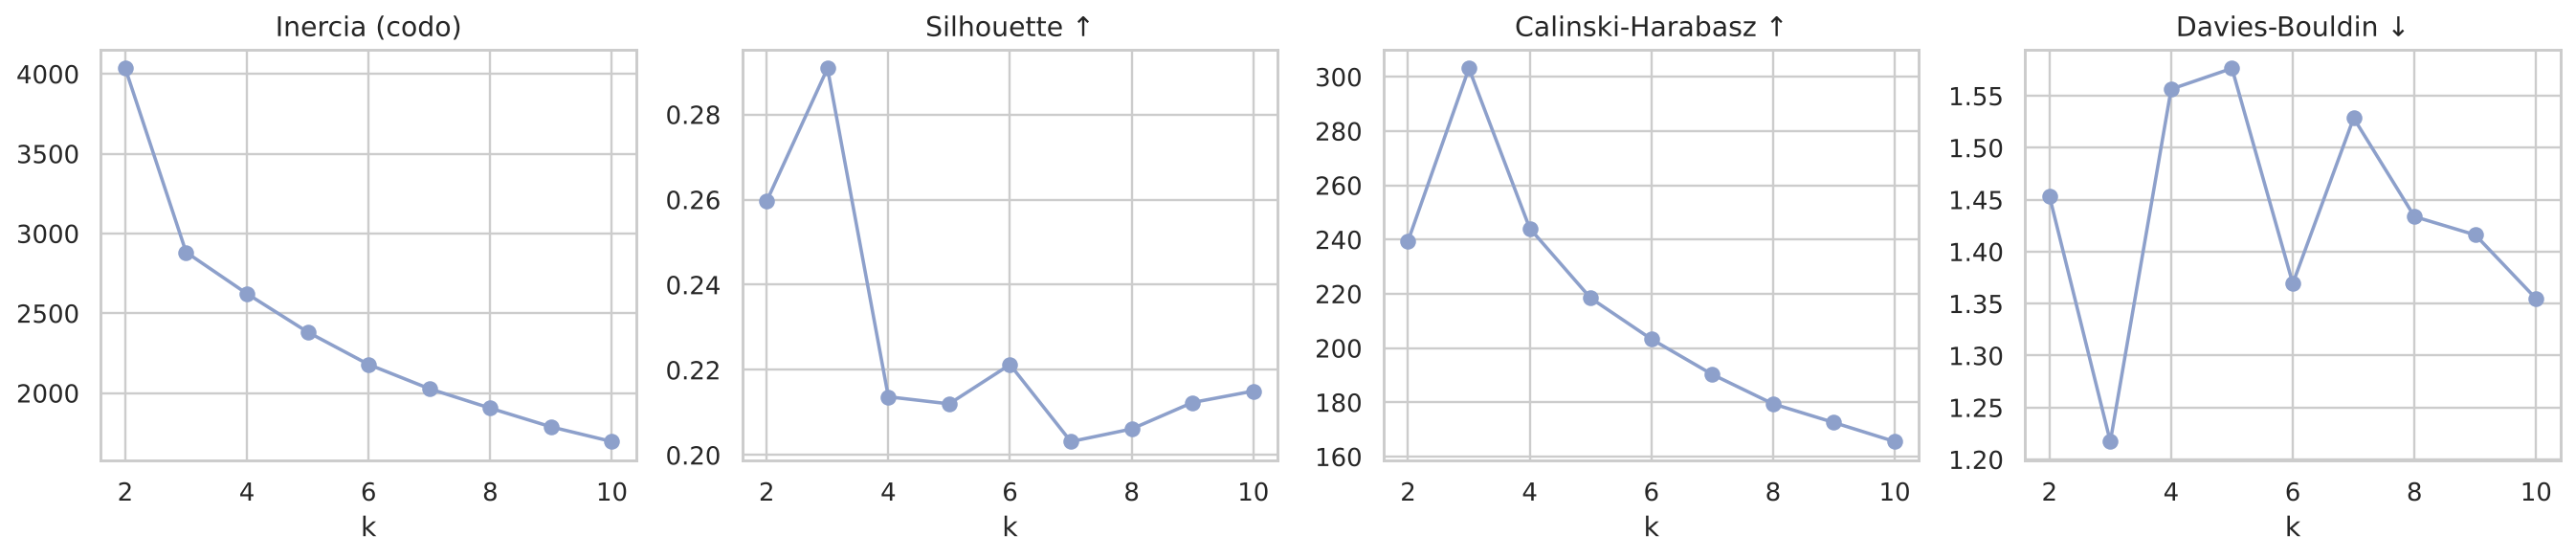 Inercia (codo)
4000
3500
3000
2500
2000
2 4 6 8 10
k
Silhouette ↑
0.28
0.26
0.24
0.22
0.20
2 4 6 8 10
k
Calinski-Harabasz ↑
300
280
260
240
220
200
180
160
2 4 6 8 10
k
Davies-Bouldin ↓
1.55
1.50
1.45
1.40
1.35
1.30
1.25
1.20
2 4 6 8 10
k